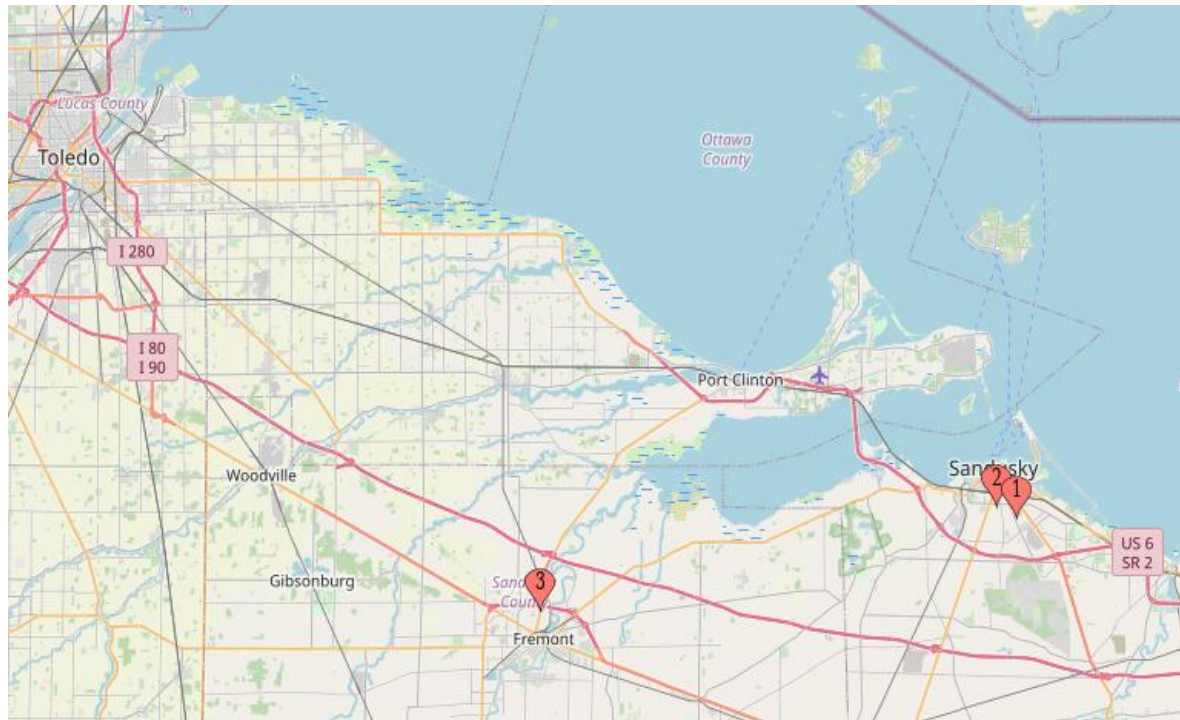 Lucas County
Toledo
Ottawa
County
I 280
I 80
I 90
Port Clinton
Woodville
Sandusky
2
1
US 6
SR 2
3
Gibsonburg
County
Fremont